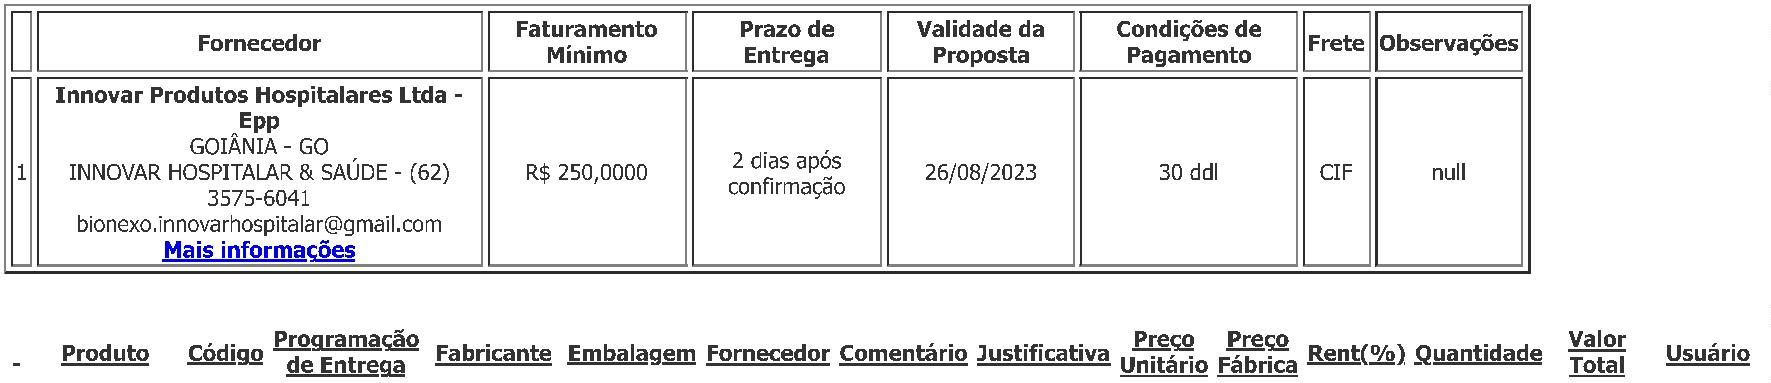 Fornecedor
Faturamento
Mínimo
Prazo de
Entrega
Validade da
Proposta
Condições de
Pagamento
Frete
Observações
1
Innovar Produtos Hospitalares Ltda -
Epp
GOIÂNIA - GO
INNOVAR HOSPITALAR & SAÚDE - (62)
3575-6041
bionexo.innovarhospitalar@gmail.com
Mais informações
R$ 250,0000
2 dias após
confirmação
26/08/2023
30 ddl
CIF
null
-
Produto
Código
Programação
de Entrega
Fabricante
Embalagem
Fornecedor
Comentário
Justificativa
Preço
Unitário
Preço
Fábrica
Rent(%)
Quantidade
Valor
Total
Usuário